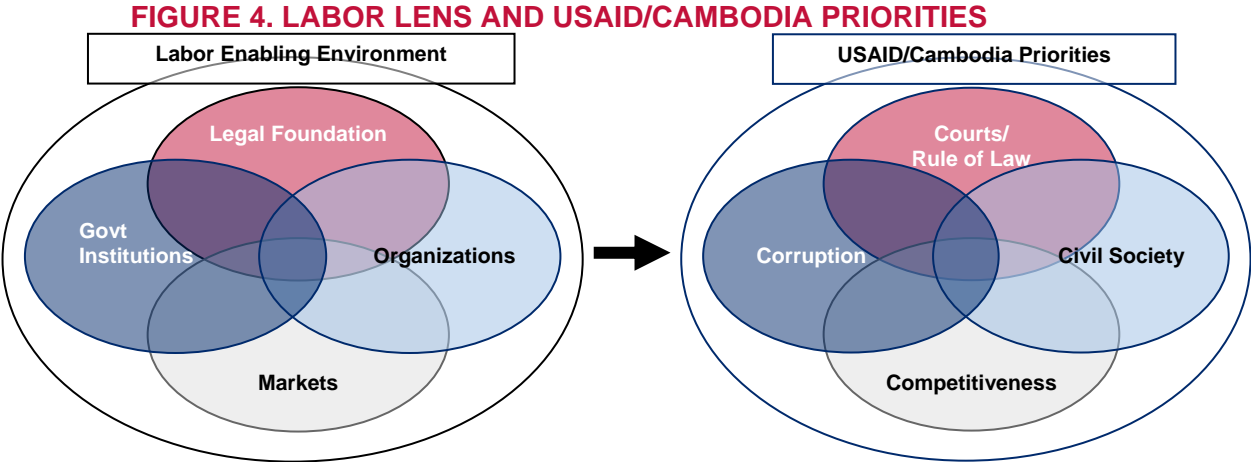 FIGURE 4. LABOR LENS AND USAID/CAMBODIA PRIORITIES
Labor Enabling Environment
Legal Foundation
Govt
Institutions
Organizations
Markets
USAID/Cambodia Priorities
Courts/
Rule of Law
Corruption
Civil Society
Competitiveness